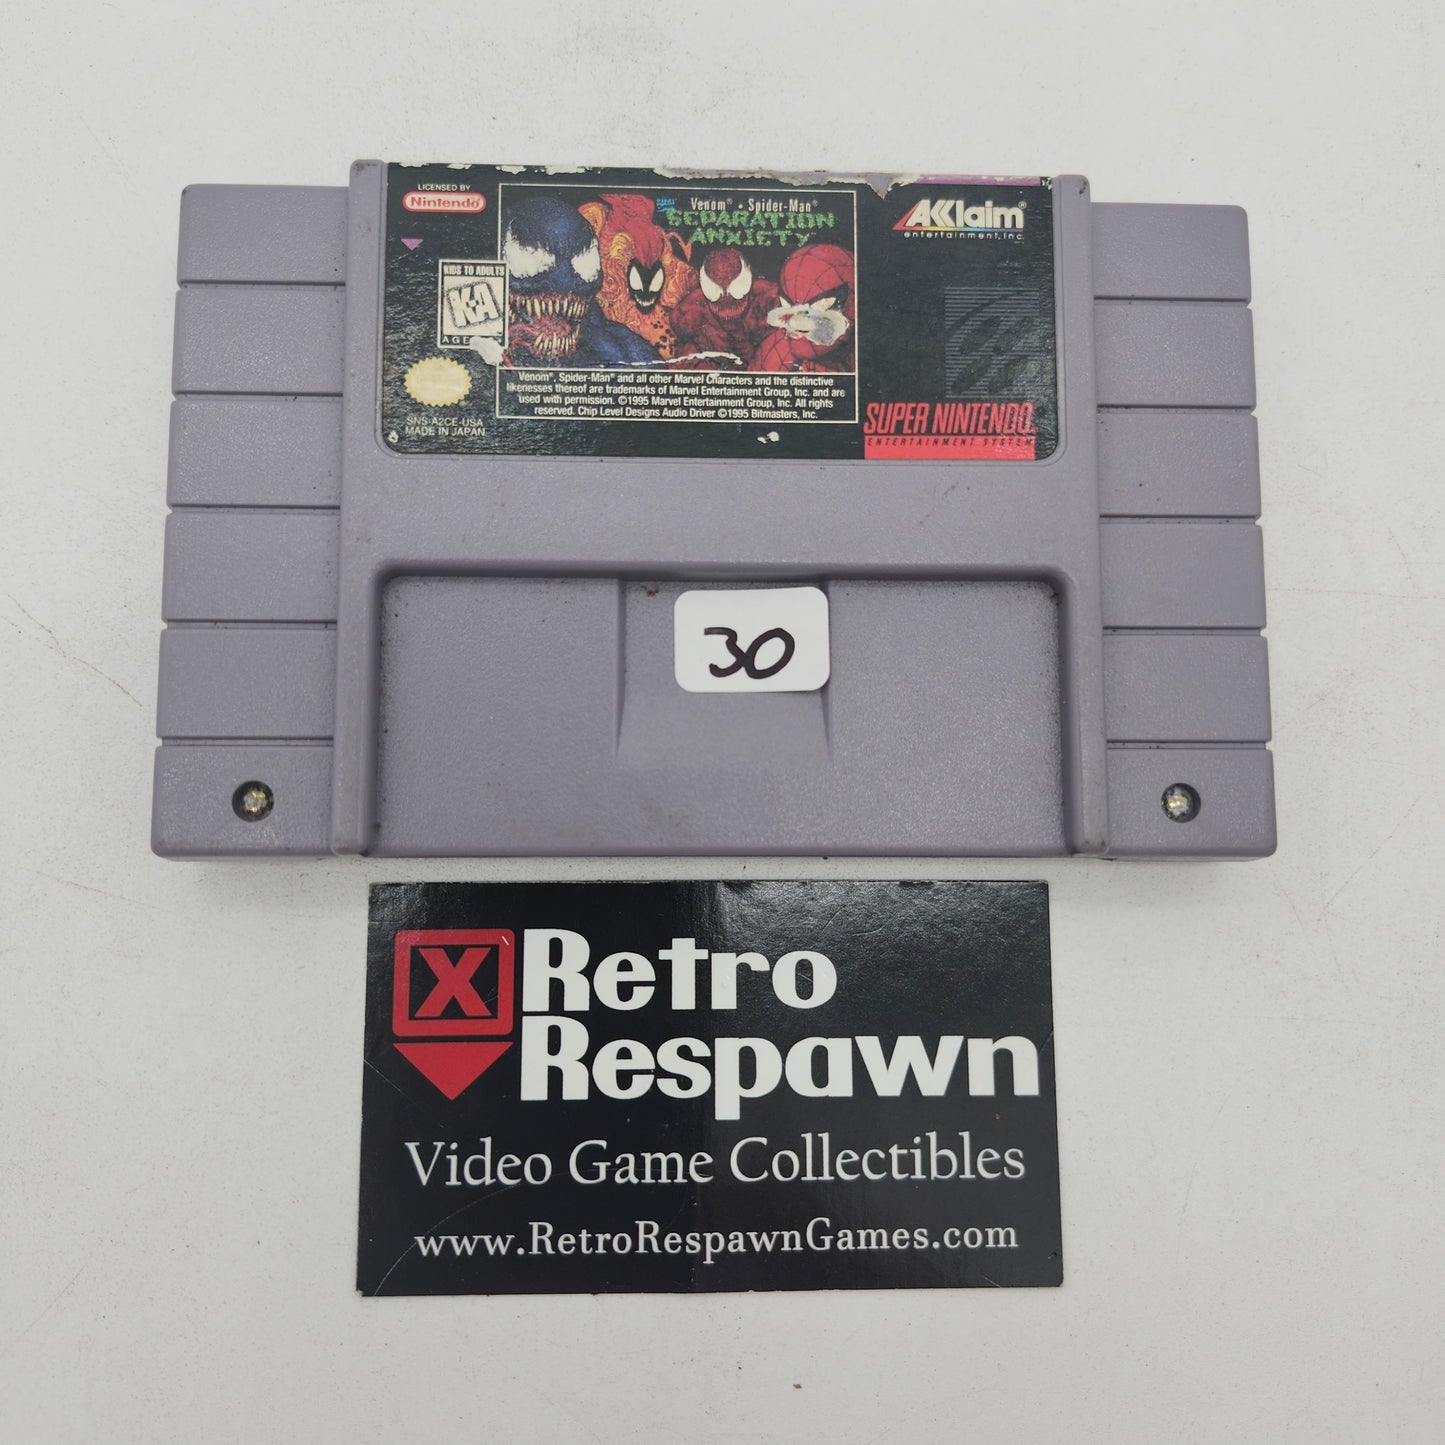 LICENSED BY
Nintendo
KIDS TO ADULTS
K-A
AGE
SNS-A2CE-USA
MADE IN JAPAN
Venom® • Spider-Man®
SEPARATION
ANXIETY™
Venom®, Spider-Man® and all other Marvel Characters and the distinctive
likenesses thereof are trademarks of Marvel Entertainment Group, Inc. and are
used with permission. ©1995 Marvel Entertainment Group, Inc. All rights
reserved. Chip Level Designs Audio Driver ©1995 Bitmasters, Inc.
AKKlaim®
entertainment, inc.
SUPER NINTENDO
ENTERTAINMENT SYSTEM
30
X
Retro
Respawn
Video Game Collectibles
www.RetroRespawnGames.com